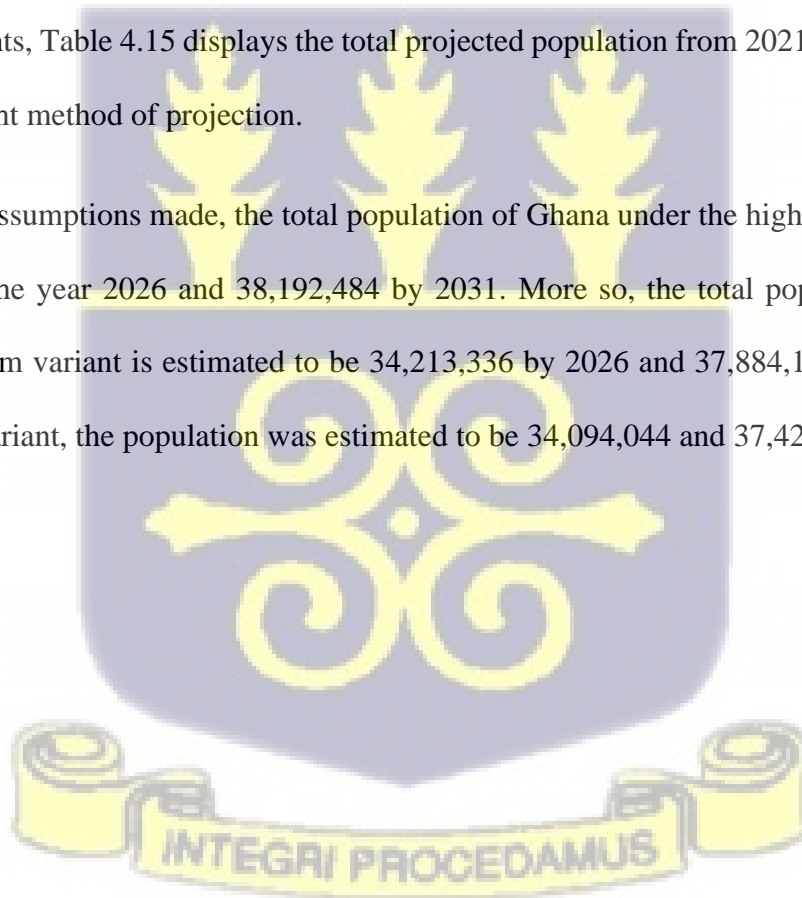 nts, Table 4.15 displays the total projected population from 2021
nt method of projection.
ssumptions made, the total population of Ghana under the high
he year 2026 and 38,192,484 by 2031. More so, the total pop
m variant is estimated to be 34,213,336 by 2026 and 37,884,1
ariant, the population was estimated to be 34,094,044 and 37,42
INTEGRI PROCEDAMUS